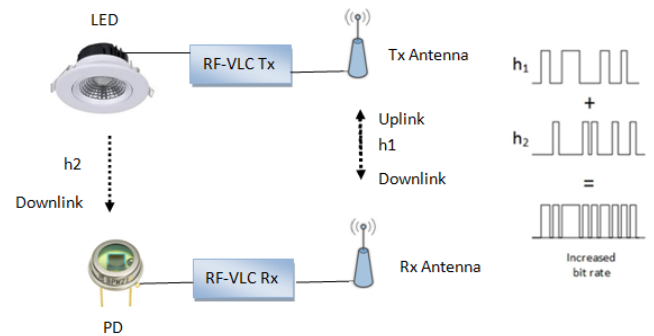 LED
RF-VLC Tx
Tx Antenna
h2
Downlink
Uplink
h1
Downlink
PD
RF-VLC Rx
Rx Antenna
h1
+
h2
=
Increased
bit rate